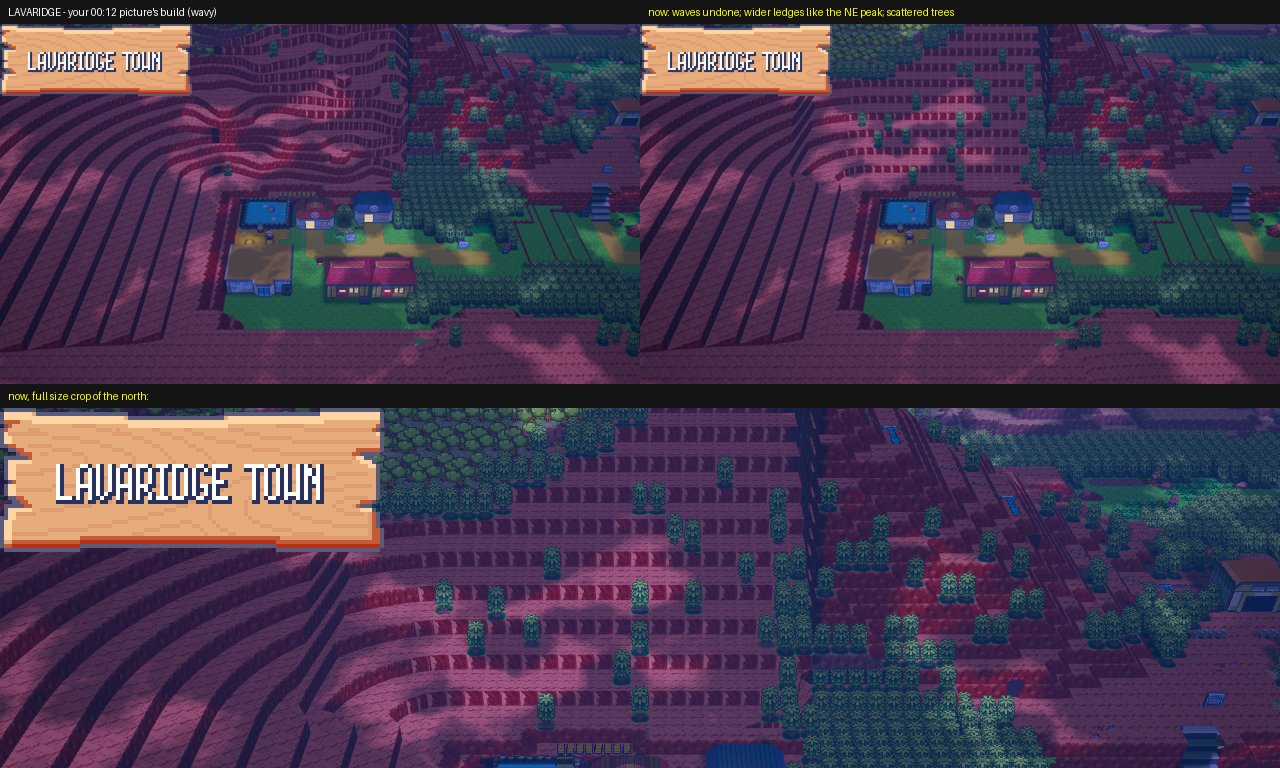 LAVARIDGE - your 00:12 picture's build (wavy)
now: waves undone; wider ledges like the NE peak; scattered trees
LAVARIDGE TOWN
LAVARIDGE TOWN
now, full size crop of the north:
LAVARIDGE TOWN